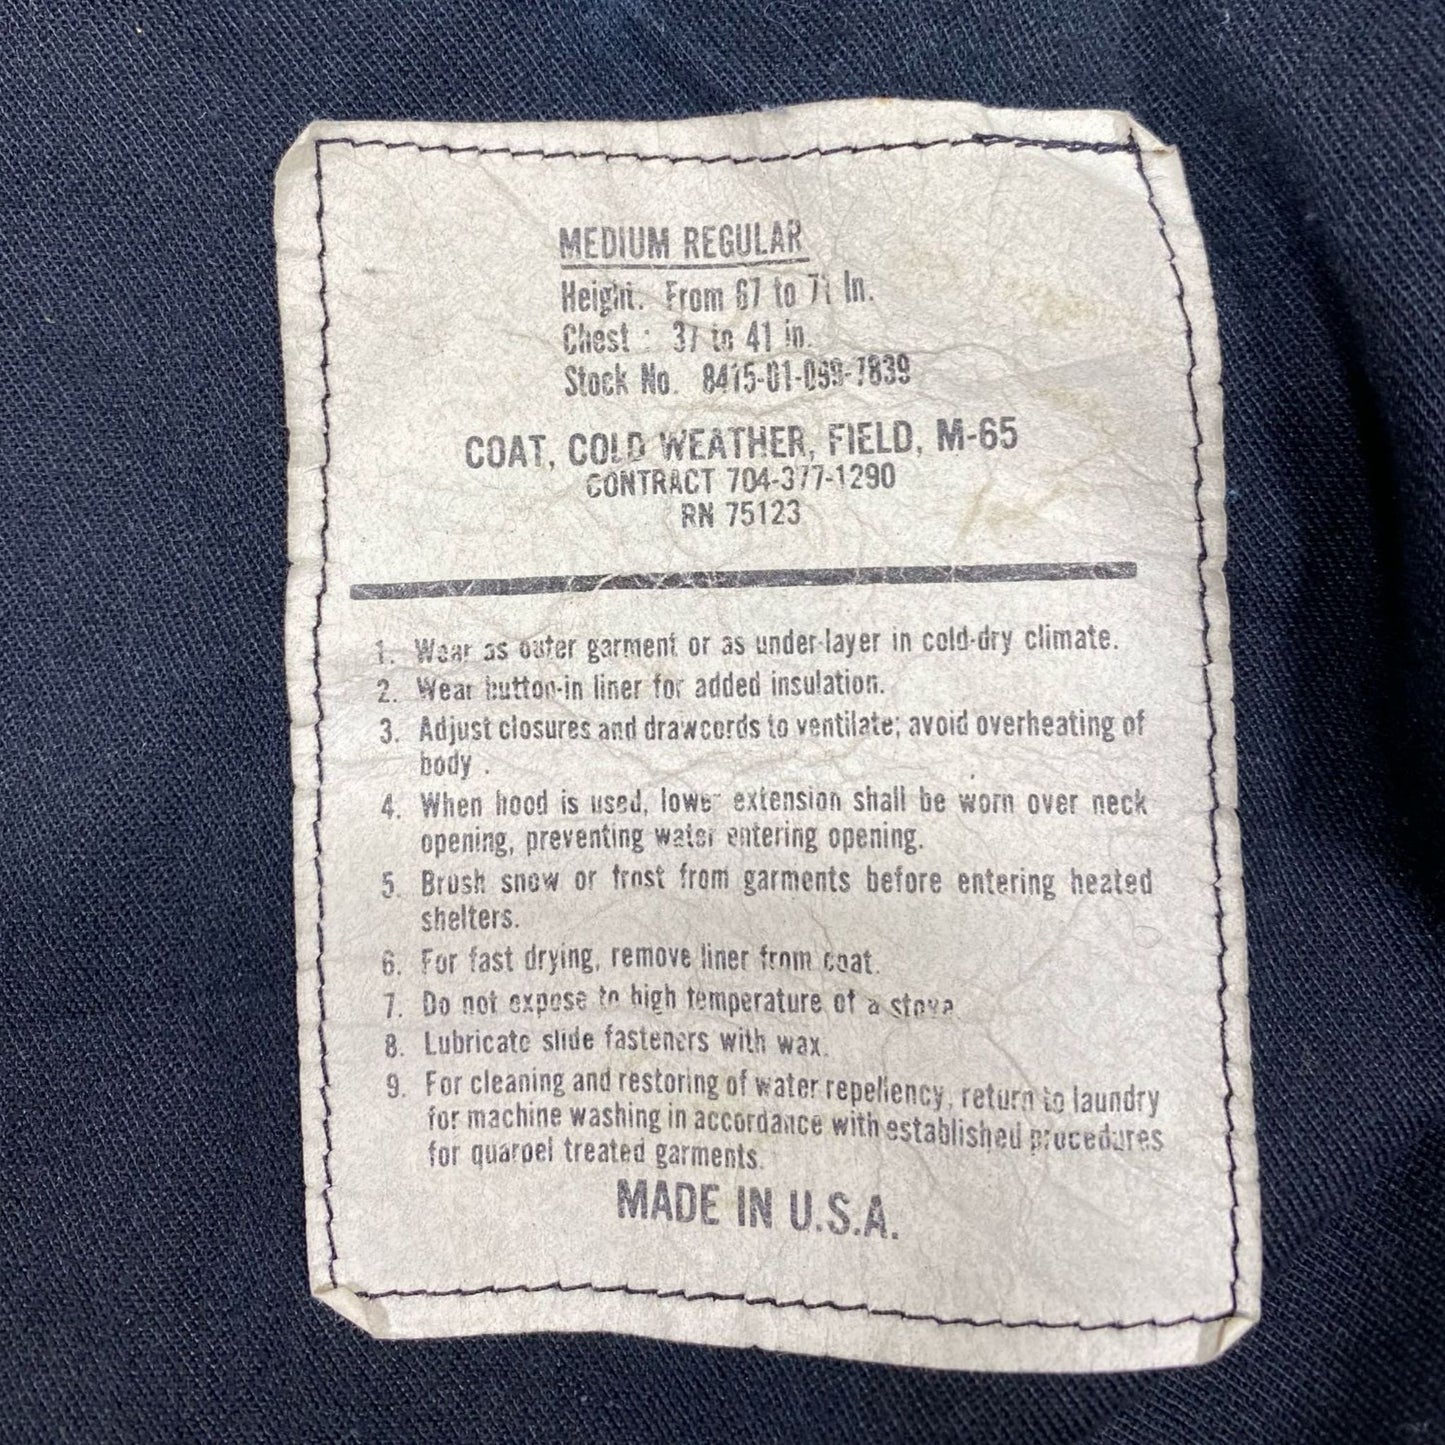 MEDIUM REGULAR
Height. From 67 to 71 In.
Chest : 37 to 41 in.
Stock No. 8415-01-099-7839
COAT, COLD WEATHER, FIELD, M-65
CONTRACT 704-377-1290
RN 75123
1. Wear as outer garment or as under-layer in cold-dry climate.
2. Wear button-in liner for added insulation.
3. Adjust closures and drawcords to ventilate; avoid overheating of
body .
4. When hood is used, lower extension shall be worn over neck
opening, preventing water entering opening.
5. Brush snow or frost from garments before entering heated
shelters.
6. For fast drying, remove liner from coat.
7. Do not expose to high temperature of a stove.
8. Lubricate slide fasteners with wax.
9. For cleaning and restoring of water repellency, return to laundry
for machine washing in accordance with established procedures
for quarpel treated garments.
MADE IN U.S.A.